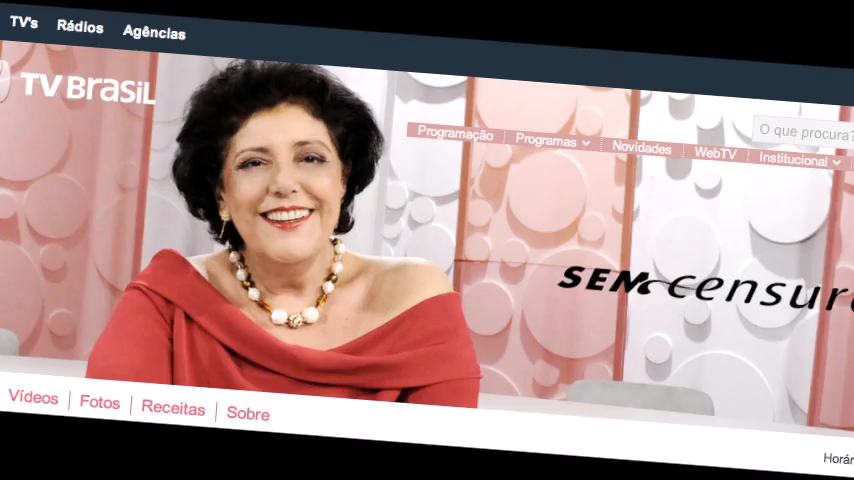 TV's Rádios Agências
TV BRASIL
O que procura?
Programação Programas Novidades WebTV Institucional
SEM censura
Vídeos Fotos Receitas Sobre